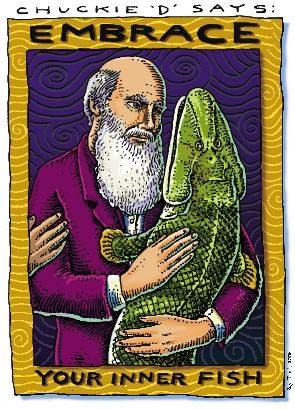 CHUCKIE 'D' SAYS:
EMBRACE
YOUR INNER FISH